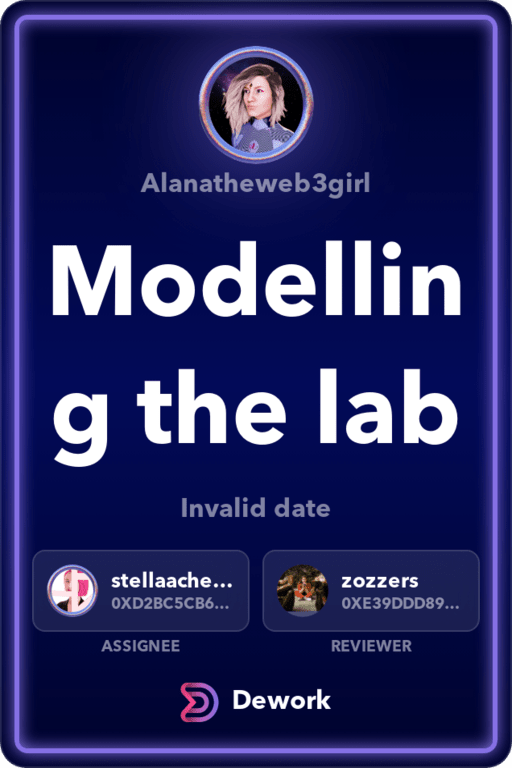 Alanatheweb3girl
Modellin
g the lab
Invalid date
stellaache...
0XD2BC5CB6...
ASSIGNEE
zozzers
0XE39DDD89...
REVIEWER
Dework